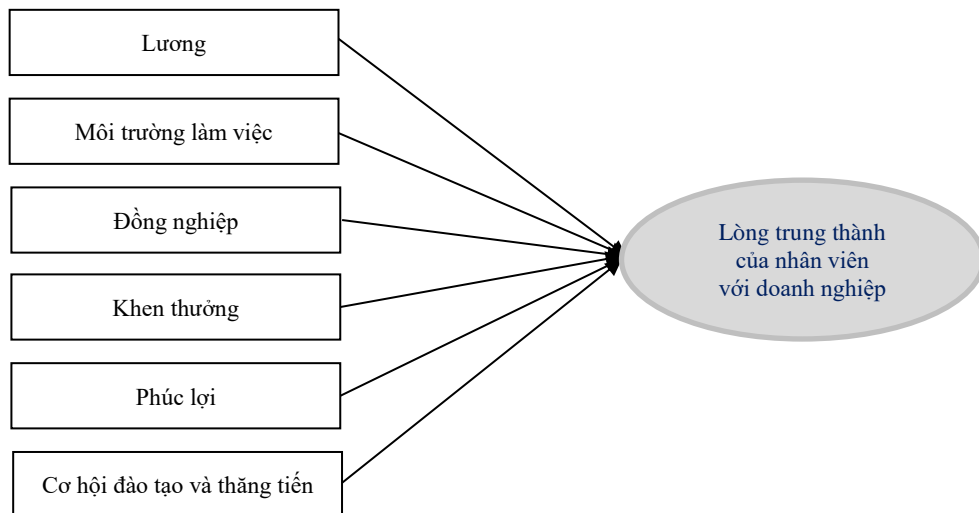 Lương
Môi trường làm việc
Đồng nghiệp
Khen thưởng
Phúc lợi
Cơ hội đào tạo và thăng tiến
Lòng trung thành
của nhân viên
với doanh nghiệp